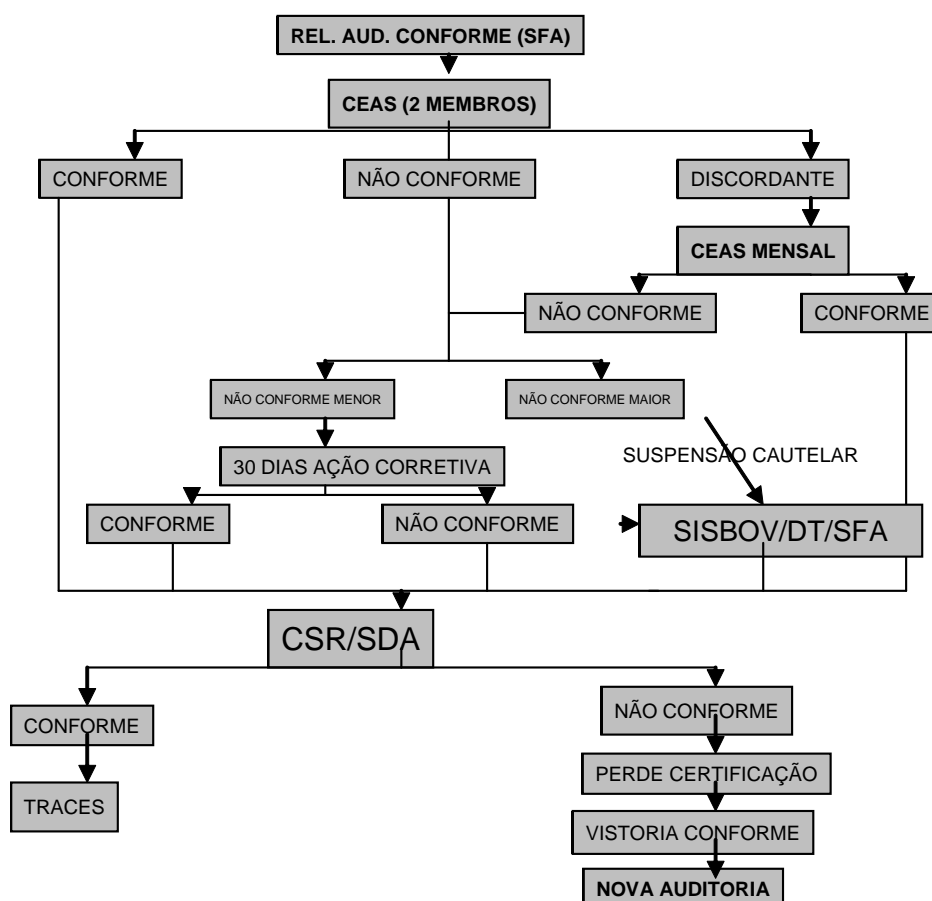 REL. AUD. CONFORME (SFA)
CEAS (2 MEMBROS)
CONFORME
NÃO CONFORME
DISCORDANTE
CEAS MENSAL
NÃO CONFORME
CONFORME
NÃO CONFORME MENOR
NÃO CONFORME MAIOR
SUSPENSÃO CAUTELAR
30 DIAS AÇÃO CORRETIVA
CONFORME
NÃO CONFORME
SISBOV/DT/SFA
CSR/SDA
CONFORME
NÃO CONFORME
PERDE CERTIFICAÇÃO
TRACES
VISTORIA CONFORME
NOVA AUDITORIA